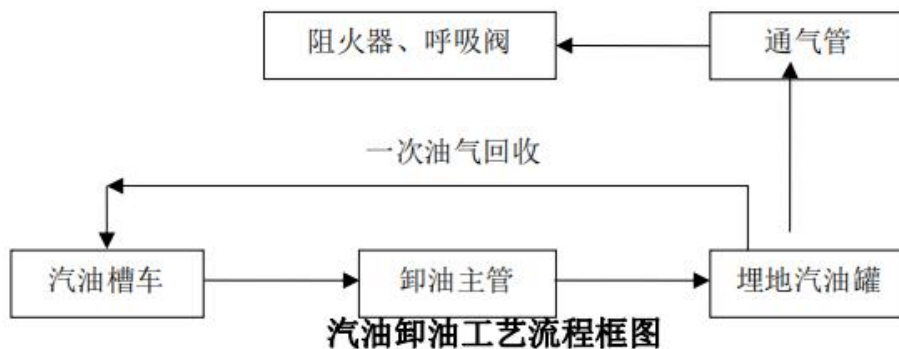 阻火器、呼吸阀
通气管
一次油气回收
汽油槽车
卸油主管
埋地汽油罐
汽油卸油工艺流程框图